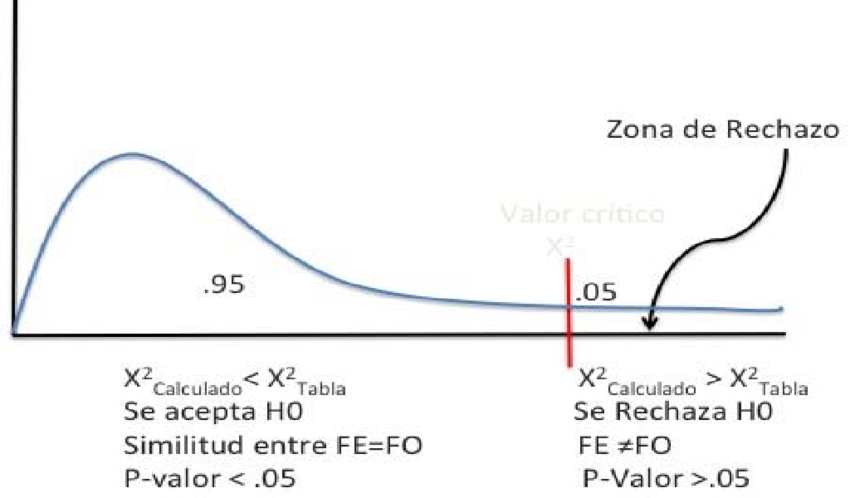 Zona de Rechazo
Valor crítico
X²
.95
.05
X²Calculado< X²Tabla
Se acepta H0
Similitud entre FE=FO
P-valor < .05
X²Calculado > X²Tabla
Se Rechaza H0
FE ≠FO
P-Valor >.05